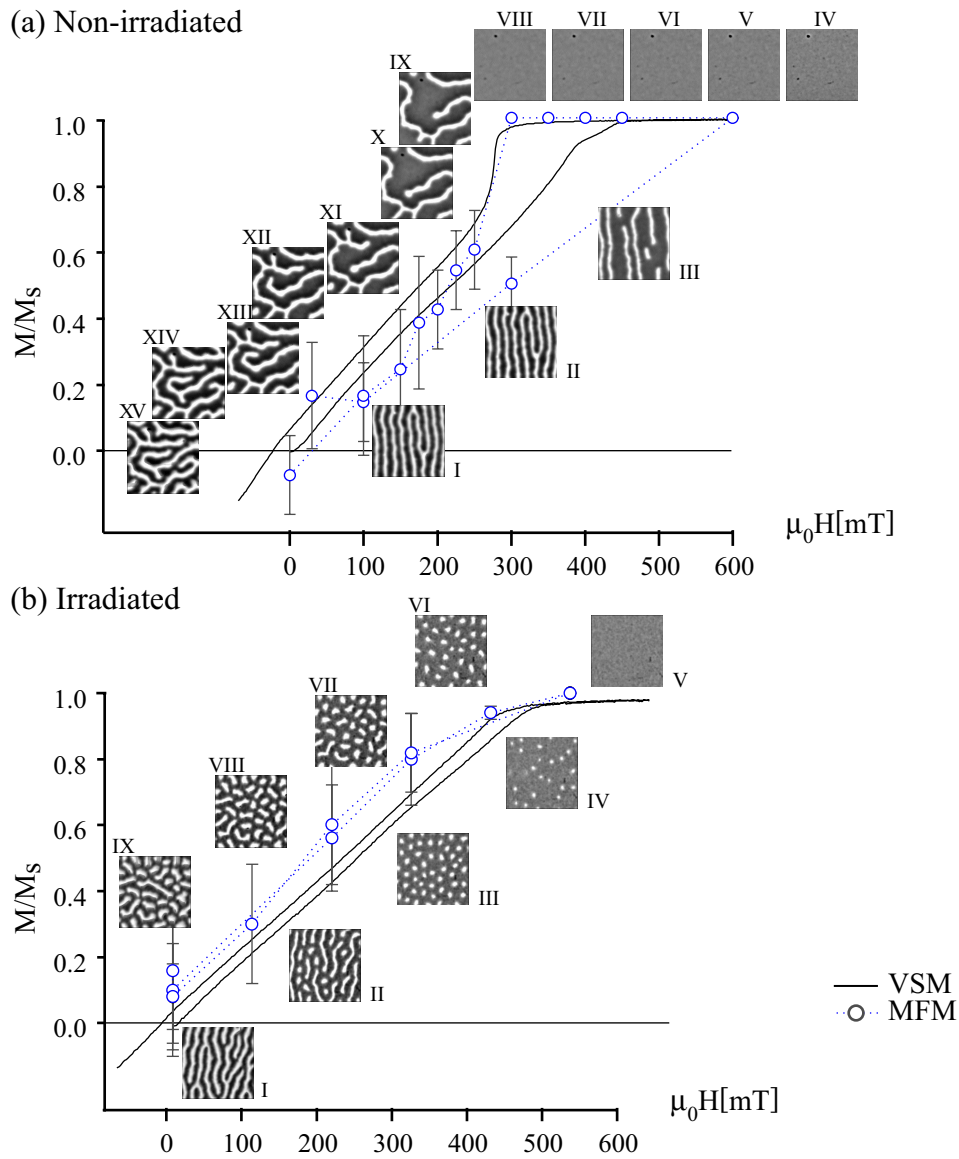 (a) Non-irradiated
VIII VII VI V IV
IX
X
XI
XII
XIII
XIV
XV
III
II
I
1.0
0.8
0.6
0.4
0.2
0.0
M/Ms
μ0H[mT]
0 100 200 300 400 500 600
(b) Irradiated
VI
V
VII
IV
VIII
III
IX
II
I
1.0
0.8
0.6
0.4
0.2
0.0
M/Ms
VSM
MFM
μ0H[mT]
0 100 200 300 400 500 600